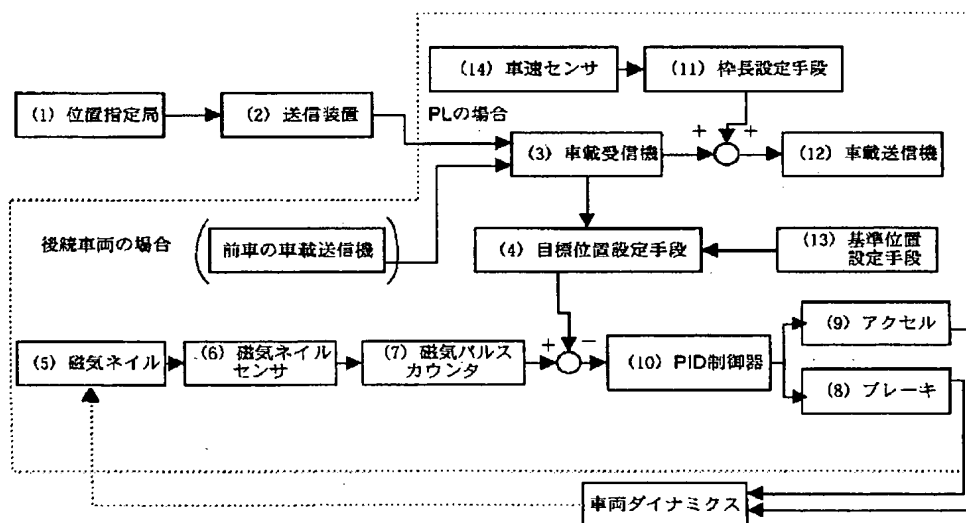 (14) 車速センサ
(11) 枠長設定手段
(1) 位置指定局
(2) 送信装置
PLの場合
+ +
(3) 車載受信機
(12) 車載送信機
後続車両の場合
(前車の車載送信機)
(4) 目標位置設定手段
(13) 基準位置
設定手段
(5) 磁気ネイル
(6) 磁気ネイル
センサ
(7) 磁気パルス
カウンタ
+ −
(10) PID制御器
(9) アクセル
(8) ブレーキ
車両ダイナミクス